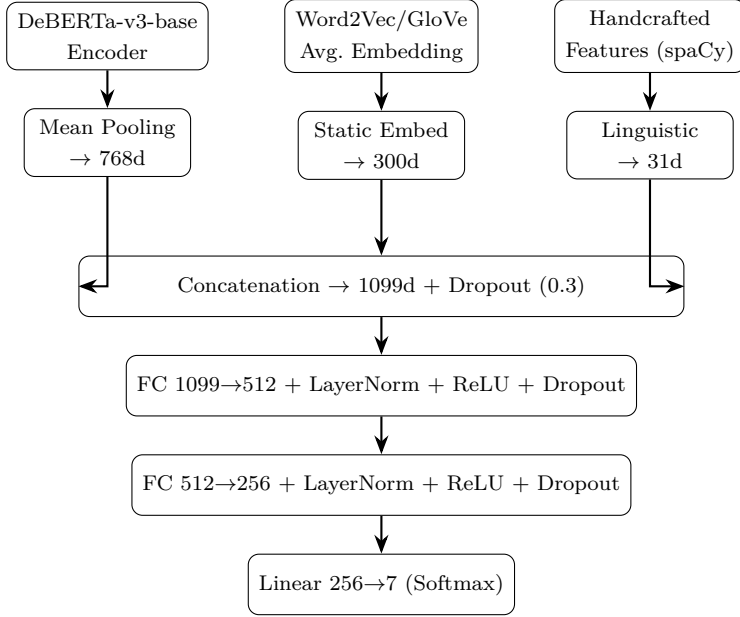 DeBERTa-v3-base
Encoder
Word2Vec/GloVe
Avg. Embedding
Handcrafted
Features (spaCy)
Mean Pooling
→ 768d
Static Embed
→ 300d
Linguistic
→ 31d
Concatenation → 1099d + Dropout (0.3)
FC 1099→512 + LayerNorm + ReLU + Dropout
FC 512→256 + LayerNorm + ReLU + Dropout
Linear 256→7 (Softmax)